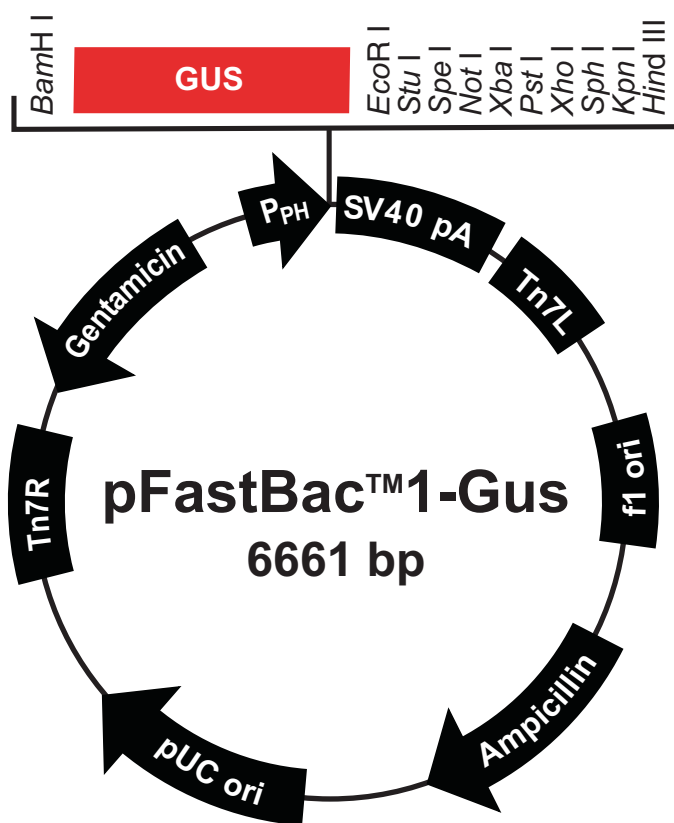 BamH I
GUS
EcoR I
Stu I
Spe I
Not I
Xba I
Pst I
Xho I
Sph I
Kpn I
Hind III
PPH
SV40 pA
Tn7L
f1 ori
Ampicillin
pUC ori
Tn7R
Gentamicin
pFastBac™1-Gus
6661 bp